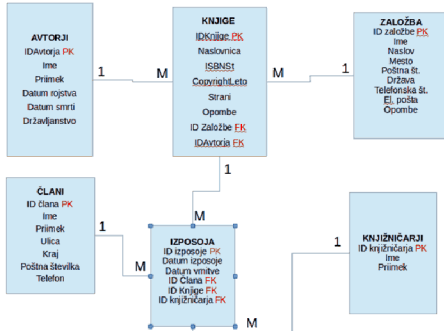 AVTORJI
IDAvtorja PK
Ime
Priimek
Datum rojstva
Datum smrti
Državljanstvo
1
M
KNJIGE
IDKnjige PK
Naslovnica
ISBNSt
CopyrightLeto
Strani
Opombe
ID Založbe FK
IDAvtorja FK
M
1
ZALOŽBA
ID založbe PK
Ime
Naslov
Mesto
Poštna št.
Država
Telefonska št.
El. pošta
Opombe
1
M
ČLANI
ID člana PK
Ime
Priimek
Ulica
Kraj
Poštna številka
Telefon
1
M
IZPOSOJA
ID izposoje PK
Datum izposoje
Datum vrnitve
ID Člana FK
ID Knjige FK
ID knjižničarja FK
M
1
KNJIŽNIČARJI
ID knjižničarja PK
Ime
Priimek